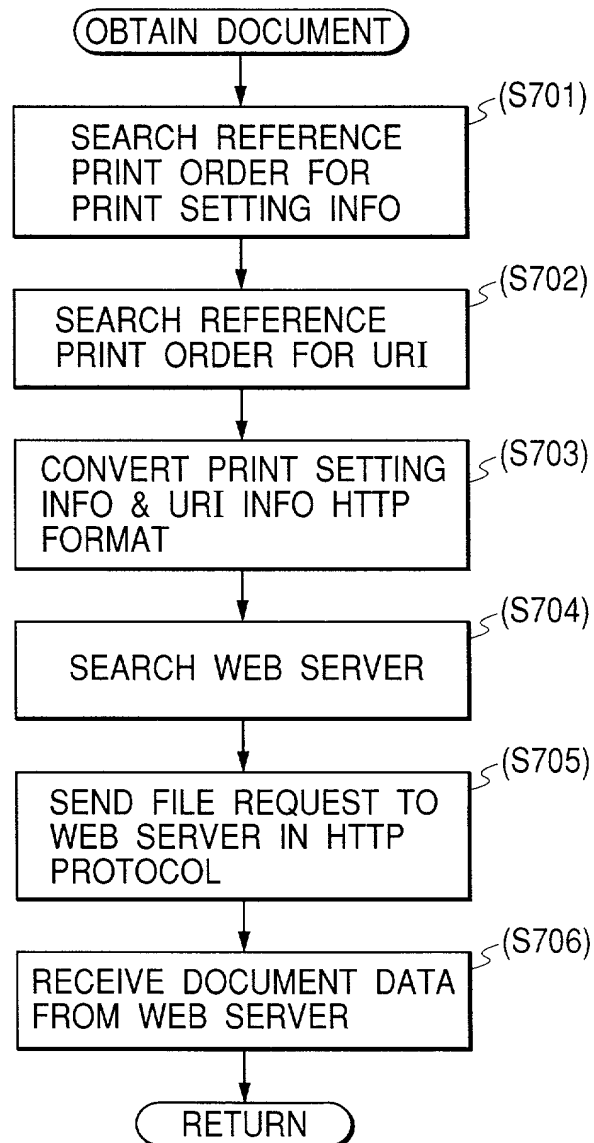 OBTAIN DOCUMENT
(S701)
SEARCH REFERENCE
PRINT ORDER FOR
PRINT SETTING INFO
(S702)
SEARCH REFERENCE
PRINT ORDER FOR URI
(S703)
CONVERT PRINT SETTING
INFO & URI INFO HTTP
FORMAT
(S704)
SEARCH WEB SERVER
(S705)
SEND FILE REQUEST TO
WEB SERVER IN HTTP
PROTOCOL
(S706)
RECEIVE DOCUMENT DATA
FROM WEB SERVER
RETURN